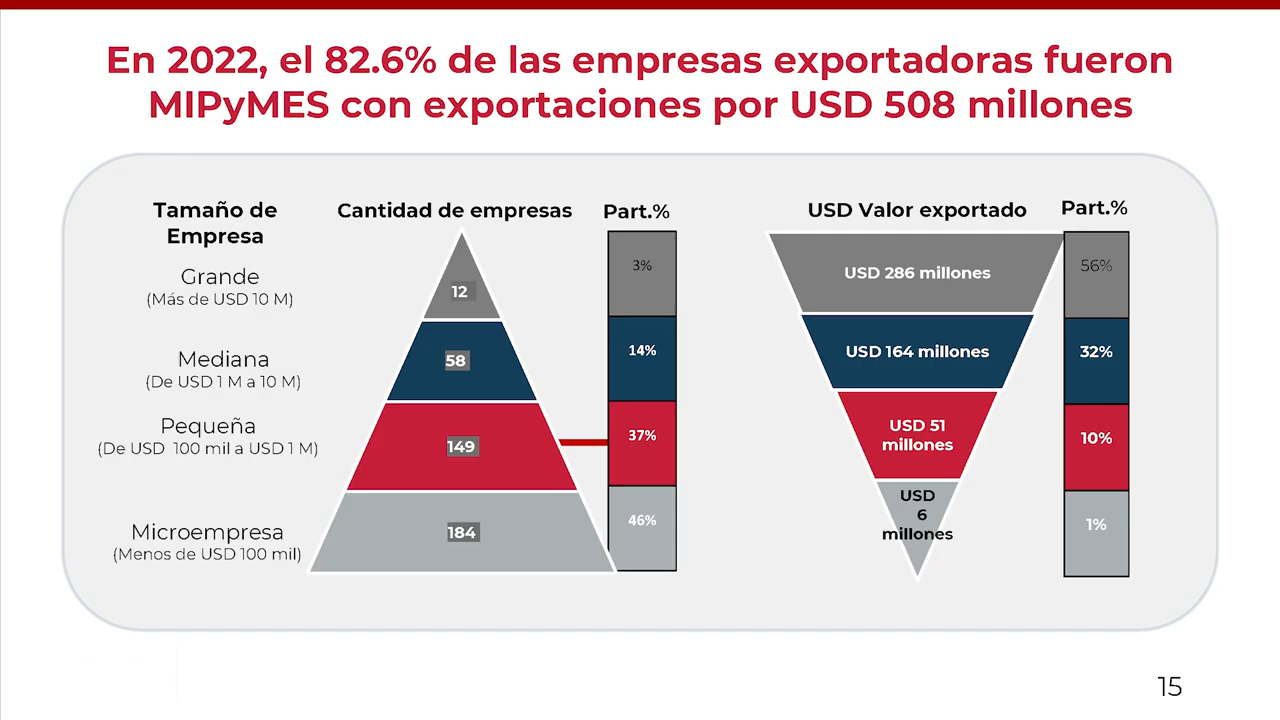 En 2022, el 82.6% de las empresas exportadoras fueron
MIPyMES con exportaciones por USD 508 millones
Tamaño de
Empresa
Cantidad de empresas
Part.%
USD Valor exportado
Part.%
Grande
(Más de USD 10 M)
12
3%
USD 286 millones
56%
Mediana
(De USD 1 M a 10 M)
58
14%
USD 164 millones
32%
Pequeña
(De USD 100 mil a USD 1 M)
149
37%
USD 51
millones
10%
Microempresa
(Menos de USD 100 mil)
184
46%
USD
6
millones
1%
15